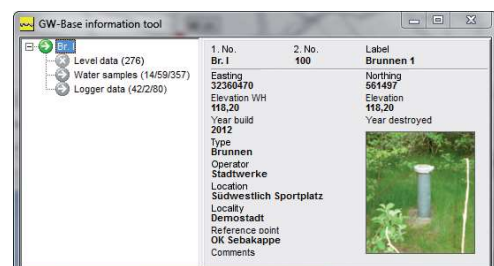 GW-Base information tool
Br. I
Level data (276)
Water samples (14/59/357)
Logger data (42/2/80)
1. No. 2. No. Label
Br. I 100 Brunnen 1
Easting Northing
32360470 561497
Elevation WH Elevation
118,20 118,20
Year build Year destroyed
2012
Type
Brunnen
Operator
Stadtwerke
Location
Südwestlich Sportplatz
Locality
Demostadt
Reference point
OK Sebakappe
Comments